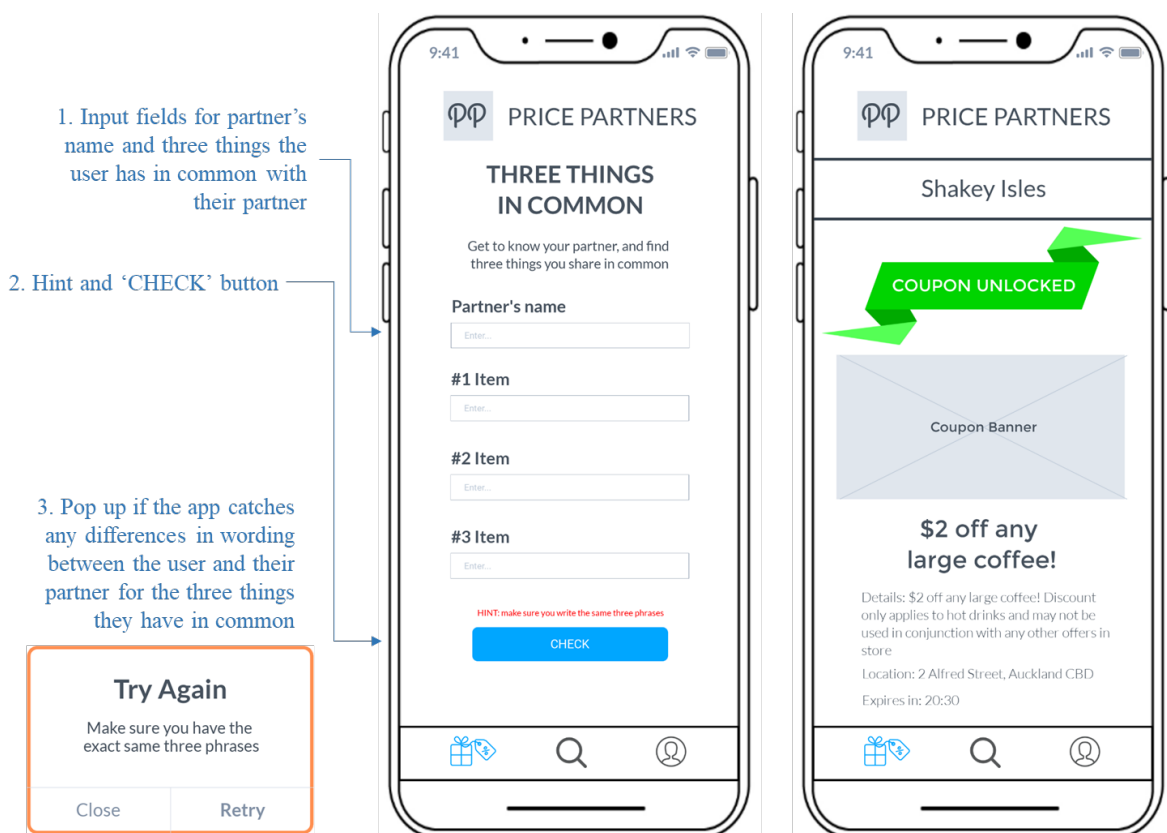 1. Input fields for partner’s
name and three things the
user has in common with
their partner
2. Hint and ‘CHECK’ button
3. Pop up if the app catches
any differences in wording
between the user and their
partner for the three things
they have in common
Try Again
Make sure you have the
exact same three phrases
Close
Retry
9:41
PP
PRICE PARTNERS
THREE THINGS
IN COMMON
Get to know your partner, and find
three things you share in common
Partner's name
Enter...
#1 Item
Enter...
#2 Item
Enter...
#3 Item
Enter...
HINT: make sure you write the same three phrases
CHECK
9:41
PP
PRICE PARTNERS
Shakey Isles
COUPON UNLOCKED
Coupon Banner
$2 off any
large coffee!
Details: $2 off any large coffee! Discount
only applies to hot drinks and may not be
used in conjunction with any other offers in
store
Location: 2 Alfred Street, Auckland CBD
Expires in: 20:30